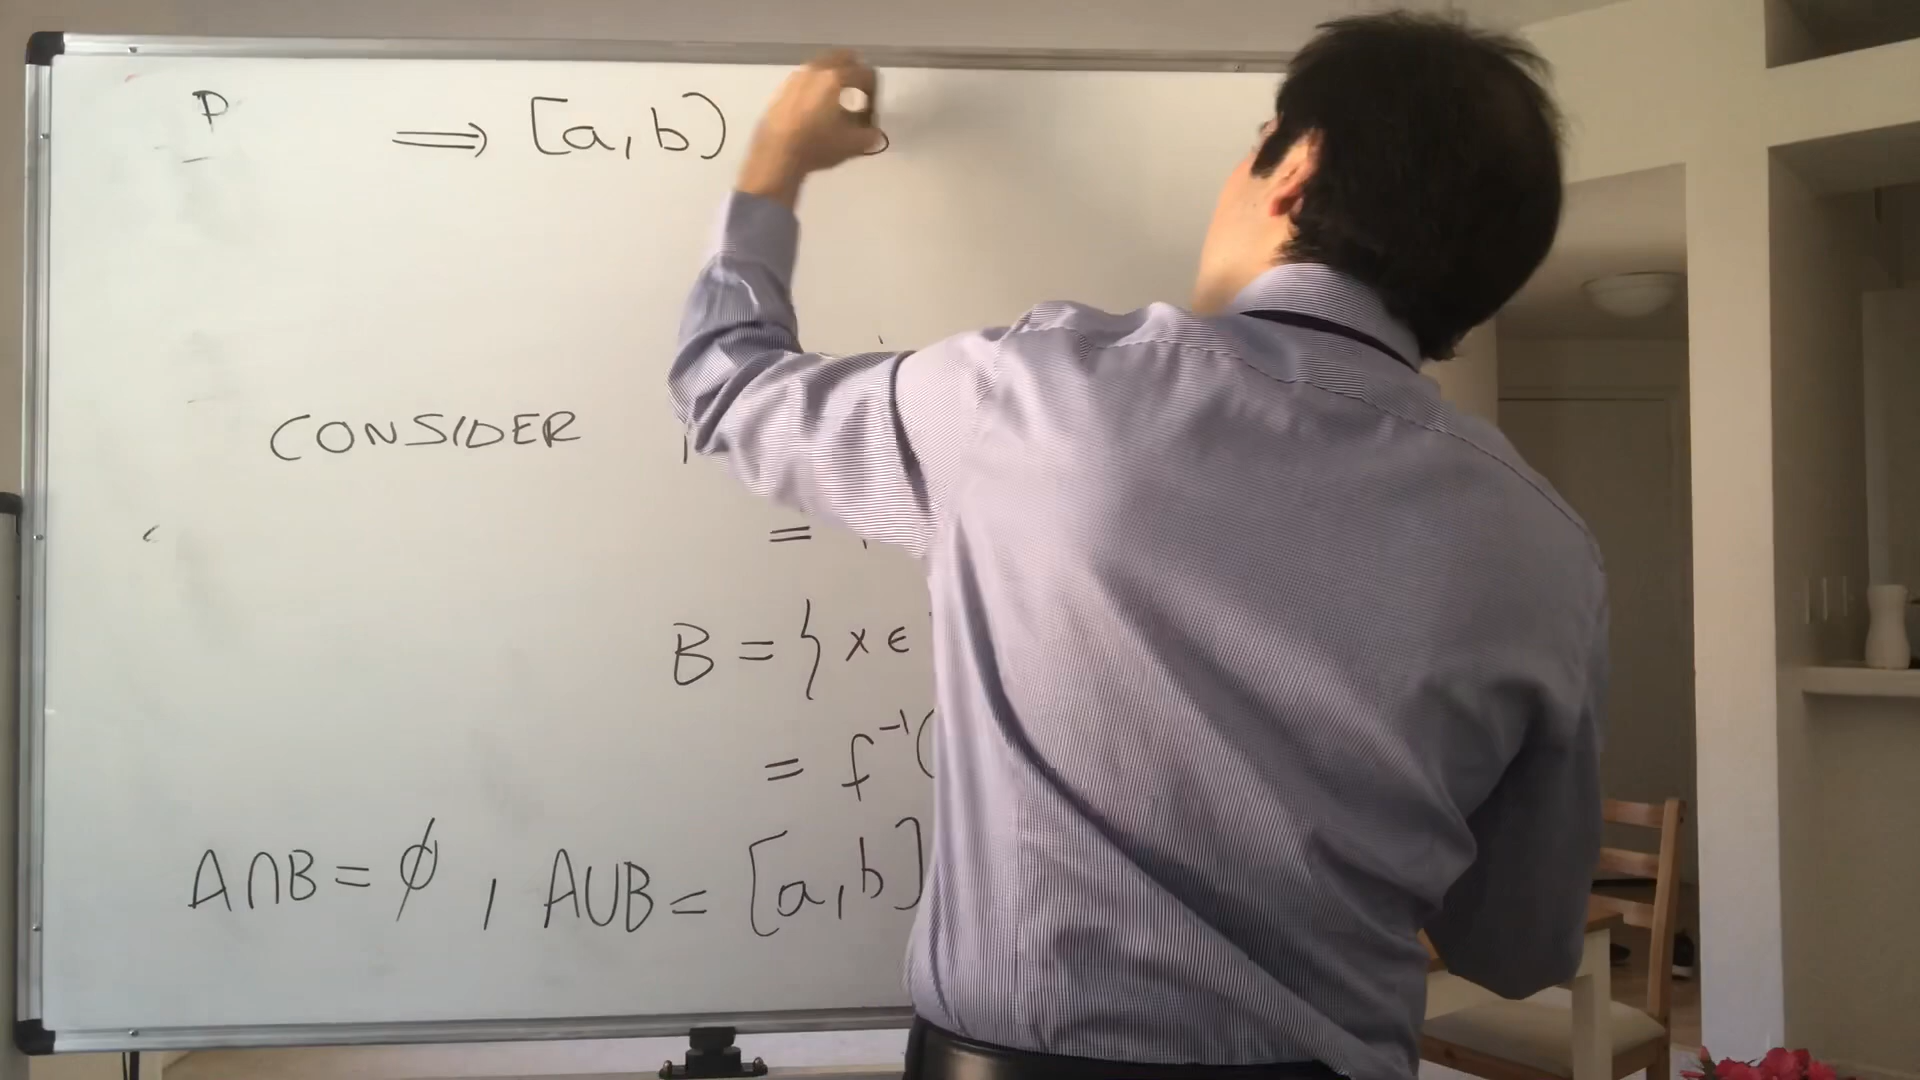 P
⟹ [a,b)
CONSIDER
=
B = { x ∈
= f⁻¹(
A∩B = ∅ , A∪B = [a,b]